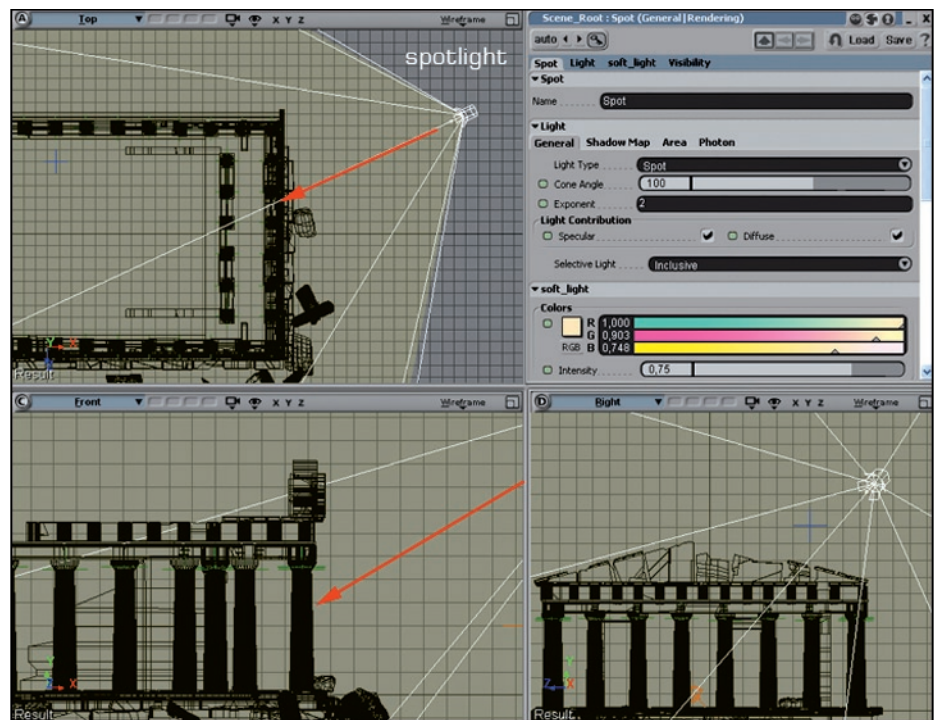 A Top X Y Z Wireframe
spotlight
Y X
Z
Result
Scene_Root : Spot (General|Rendering)
auto Load Save ?
Spot Light soft_light Visibility
Spot
Name Spot
Light
General Shadow Map Area Photon
Light Type Spot
Cone Angle 100
Exponent 2
Light Contribution
Specular Diffuse
Selective Light Inclusive
soft_light
Colors
R 1,000
G 0,903
RGB B 0,748
Intensity 0,75
C Front X Y Z Wireframe
Y
Z X
Result
D Right X Y Z Wireframe
Y
Z X
Result